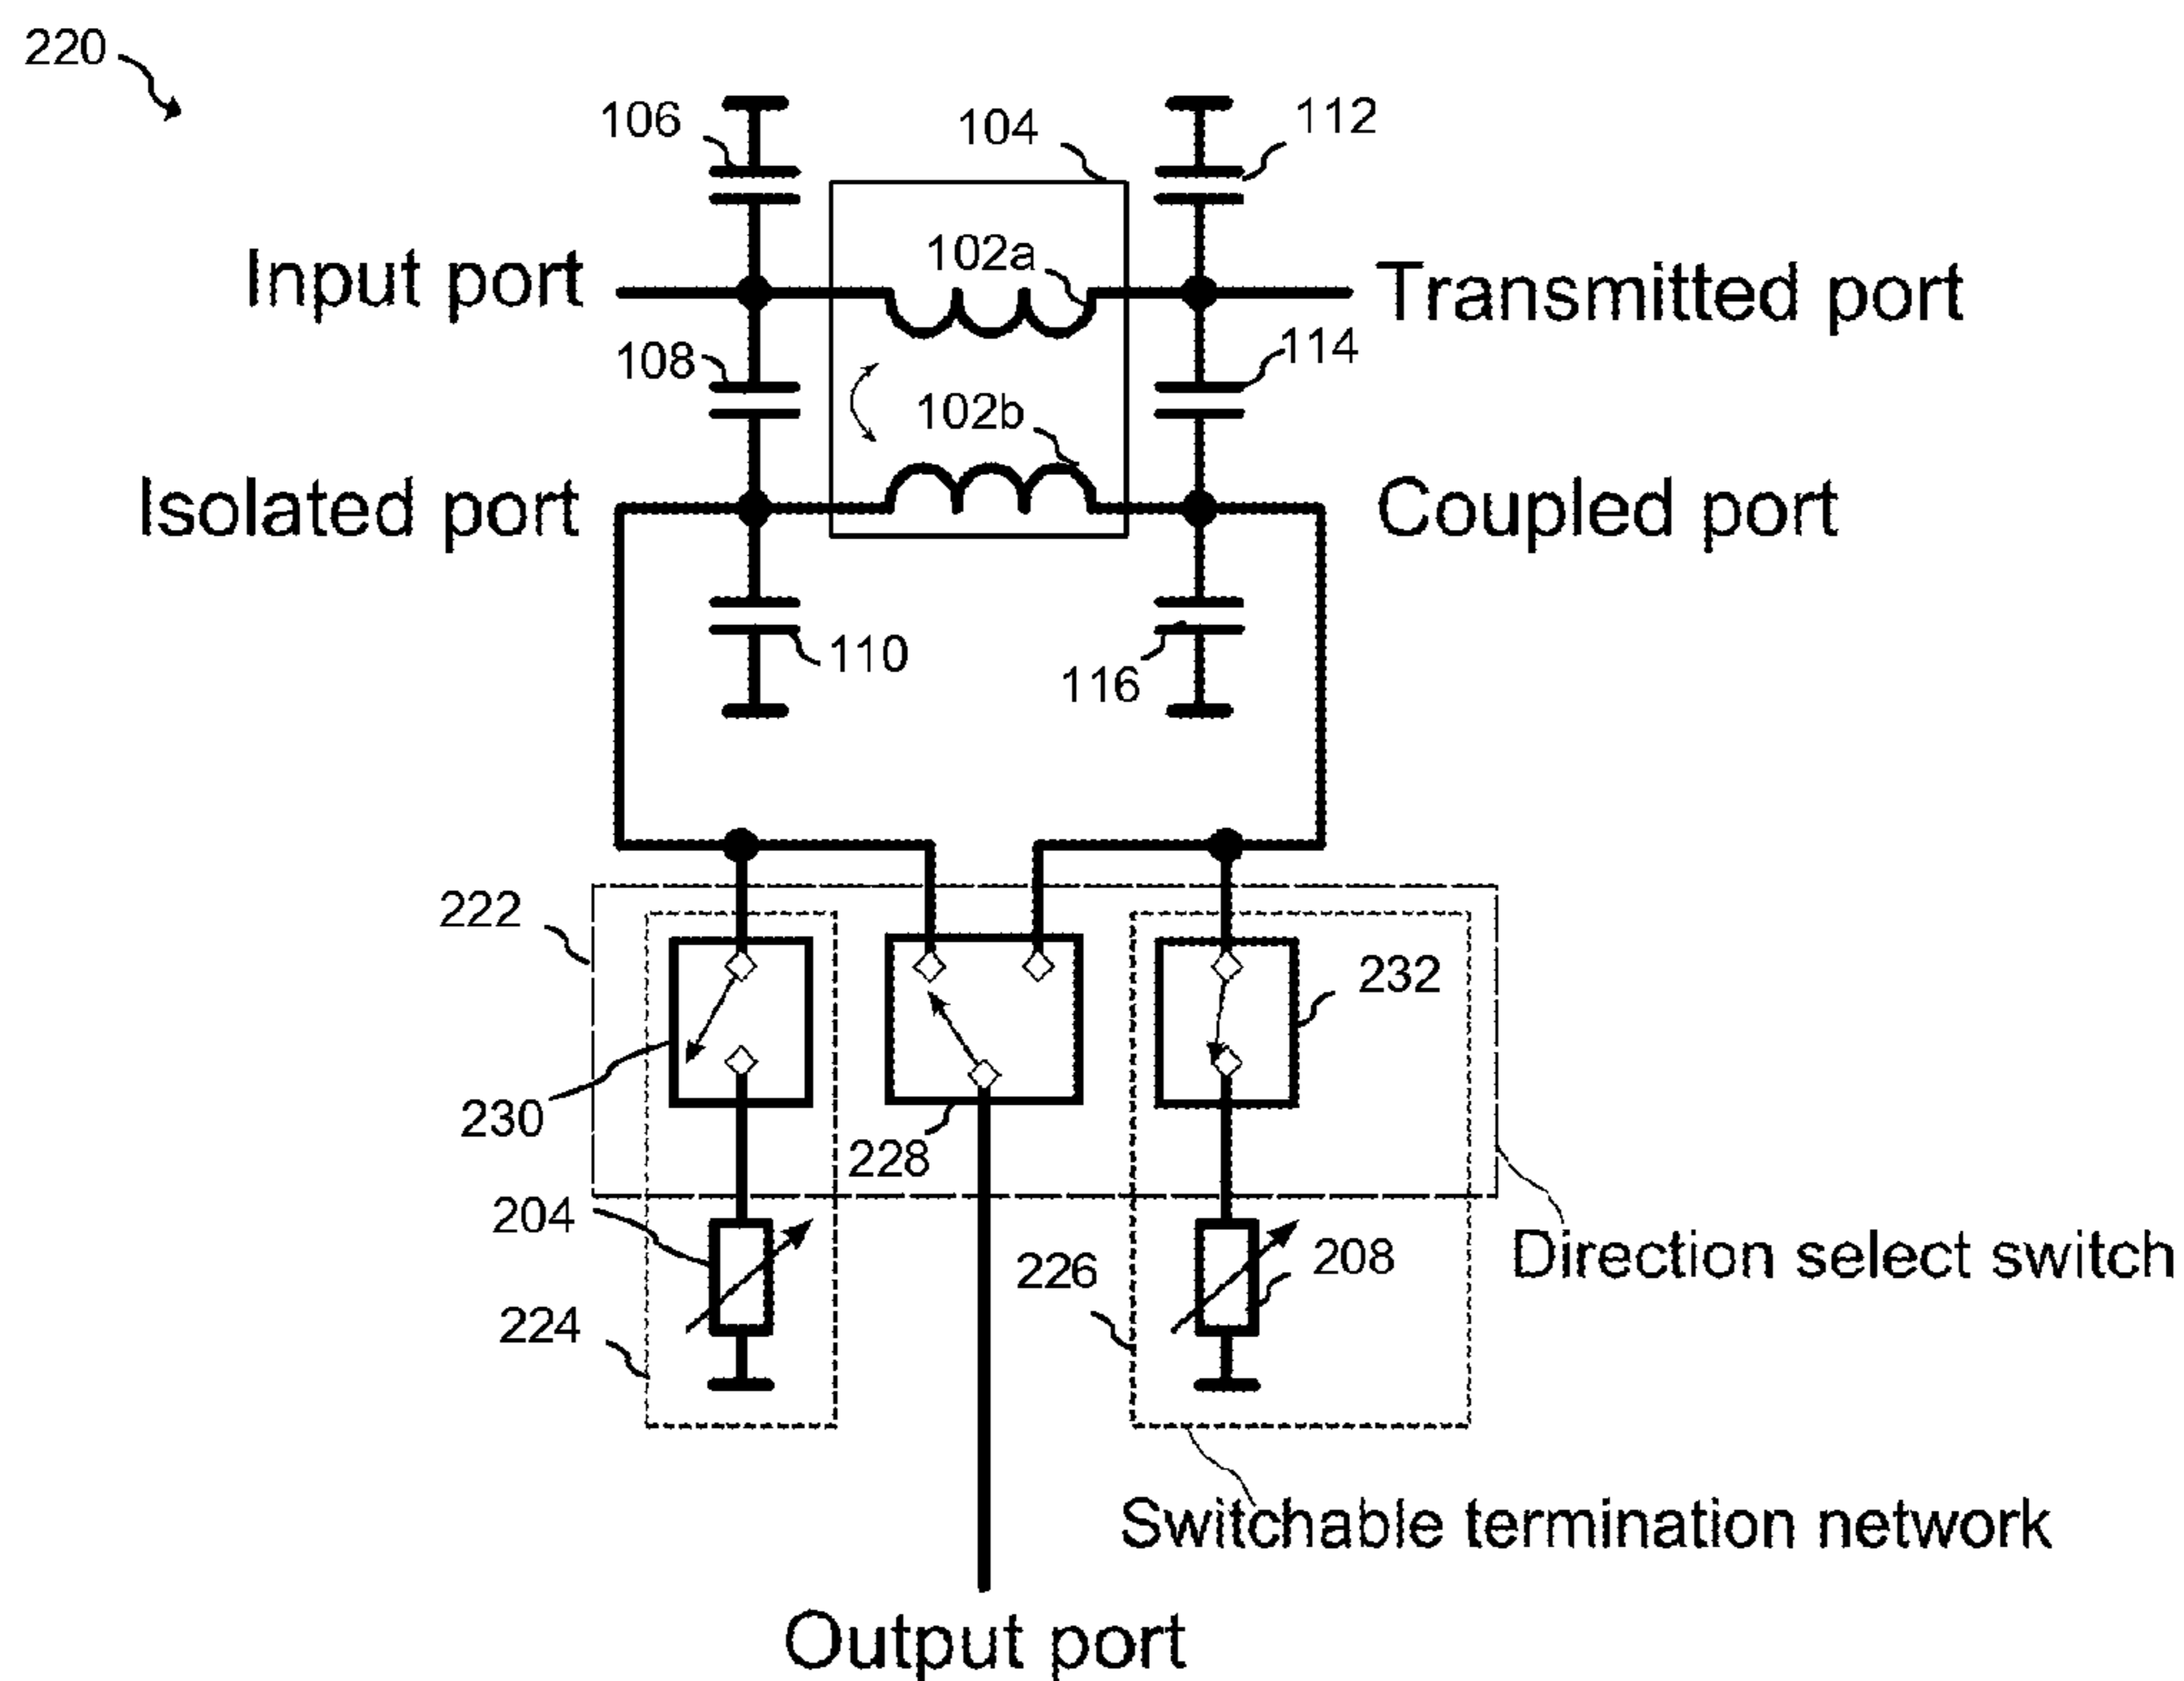 220
106
104
112
Input port
102a
Transmitted port
108
114
102b
Isolated port
Coupled port
110
116
222
232
230
228
204
226
208
Direction select switch
224
Switchable termination network
Output port